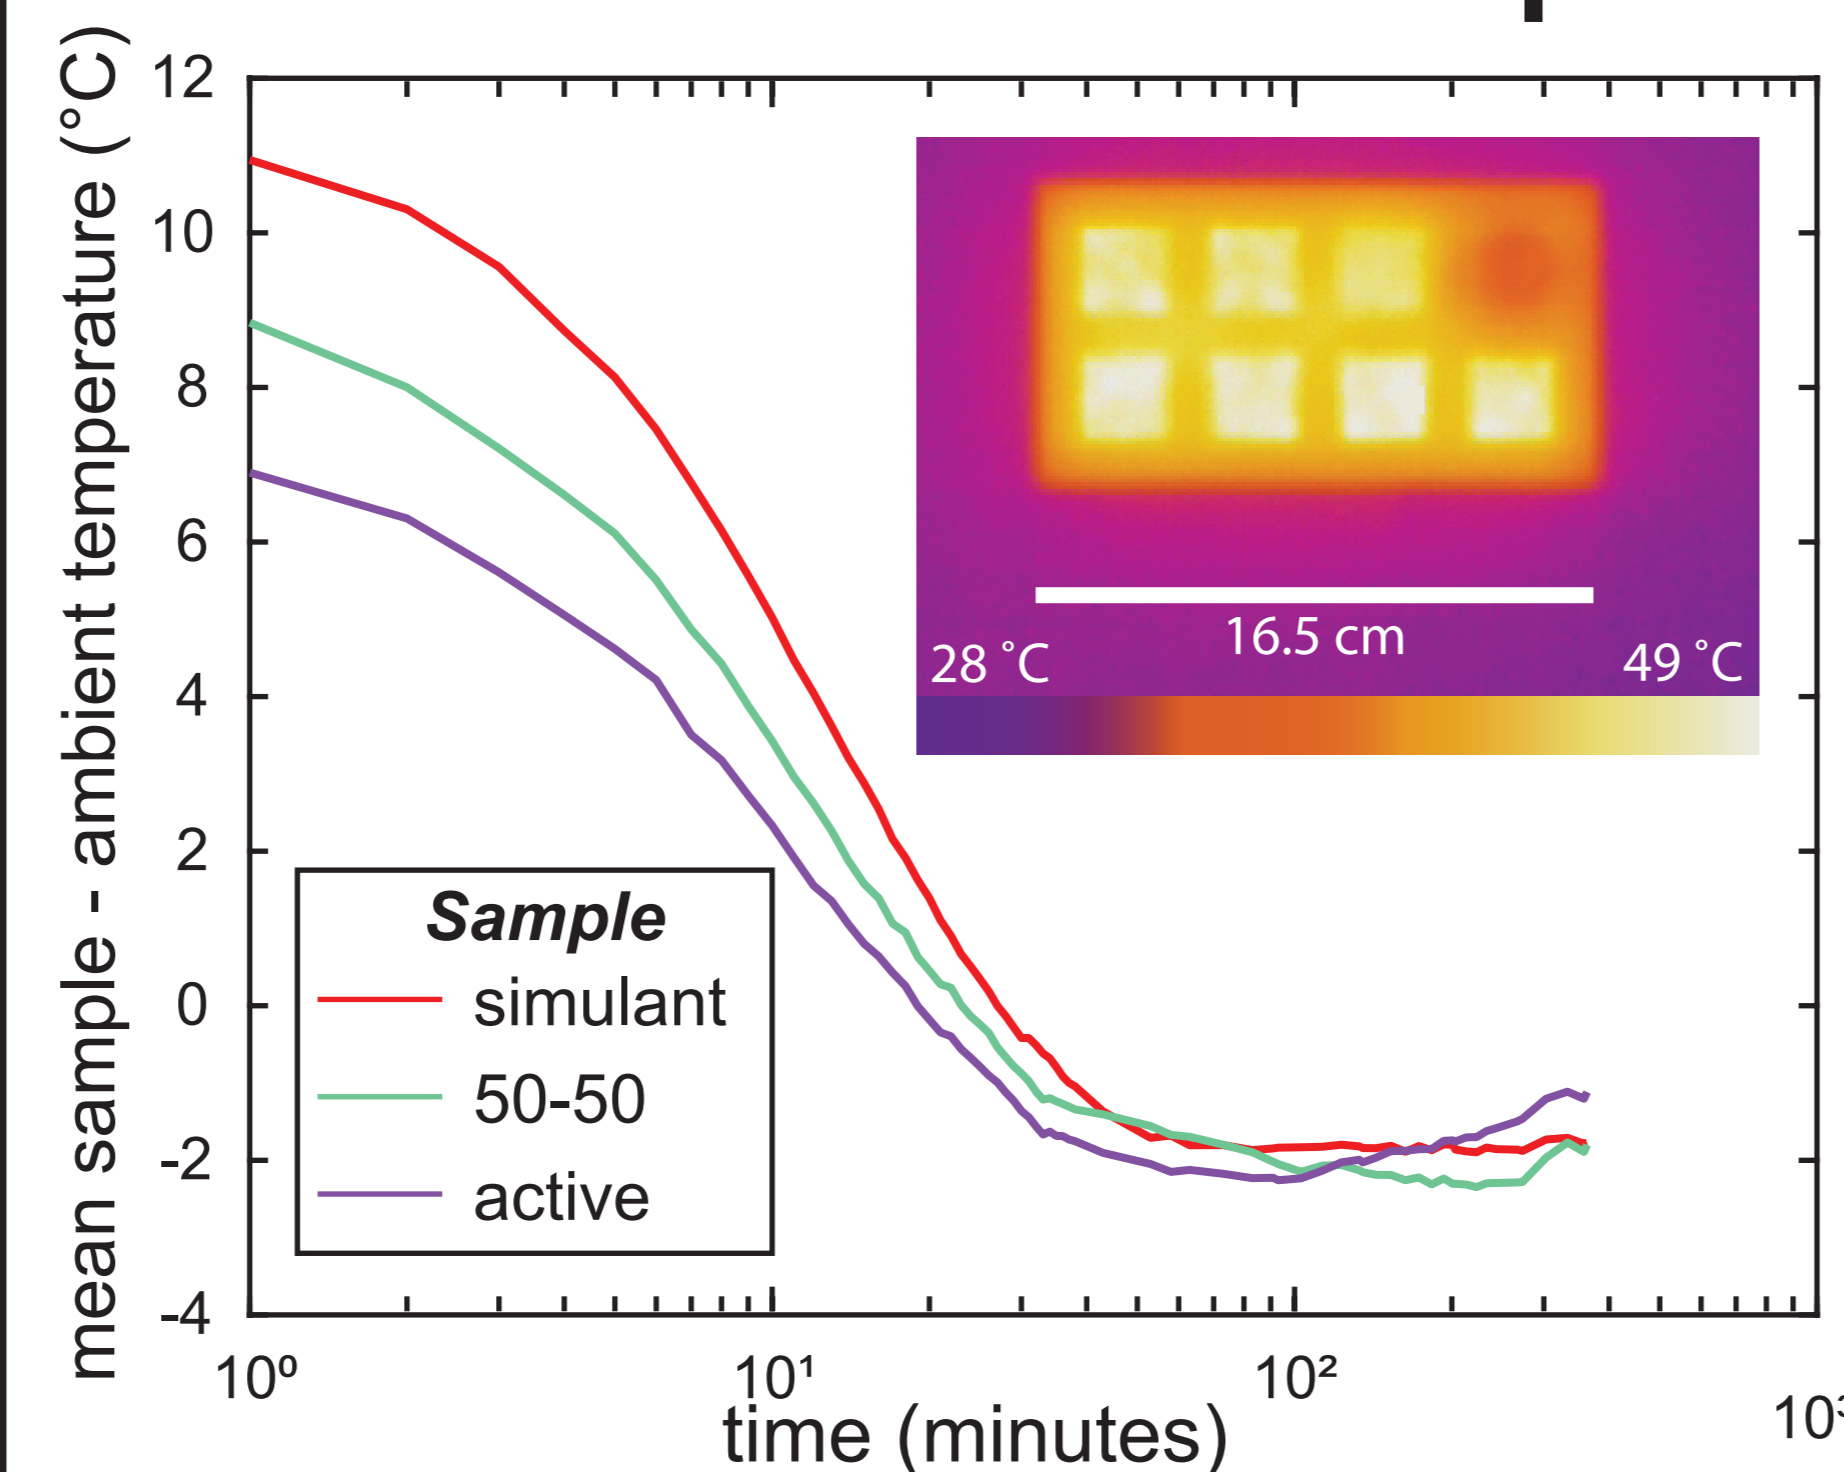 mean sample - ambient temperature (°C)
12
10
8
6
4
2
0
-2
-4
16.5 cm
28 °C
49 °C
Sample
simulant
50-50
active
10⁰
10¹
10²
10³
time (minutes)